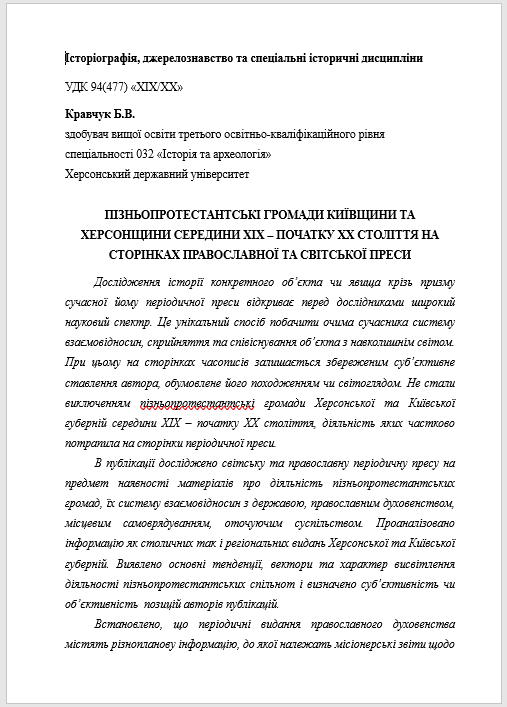 Історіографія, джерелознавство та спеціальні історичні дисципліни
УДК 94(477) «ХІХ/ХХ»
Кравчук Б.В.
здобувач вищої освіти третього освітньо-кваліфікаційного рівня
спеціальності 032 «Історія та археологія»
Херсонський державний університет
ПІЗНЬОПРОТЕСТАНТСЬКІ ГРОМАДИ КИЇВЩИНИ ТА
ХЕРСОНЩИНИ СЕРЕДИНИ ХІХ – ПОЧАТКУ ХХ СТОЛІТТЯ НА
СТОРІНКАХ ПРАВОСЛАВНОЇ ТА СВІТСЬКОЇ ПРЕСИ
Дослідження історії конкретного об’єкта чи явища крізь призму
сучасної йому періодичної преси відкриває перед дослідниками широкий
науковий спектр. Це унікальний спосіб побачити очима сучасника систему
взаємовідносин, сприйняття та співіснування об’єкта з навколишнім світом.
При цьому на сторінках часописів залишається збереженим суб’єктивне
ставлення автора, обумовлене його походженням чи світоглядом. Не стали
виключенням пізньопротестантські громади Херсонської та Київської
губерній середини ХІХ – початку ХХ століття, діяльність яких частково
потрапила на сторінки періодичної преси.
В публікації досліджено світську та православну періодичну пресу на
предмет наявності матеріалів про діяльність пізньопротестантських
громад, їх систему взаємовідносин з державою, православним духовенством,
місцевим самоврядуванням, оточуючим суспільством. Проаналізовано
інформацію як столичних так і регіональних видань Херсонської та Київської
губерній. Виявлено основні тенденції, вектори та характер висвітлення
діяльності пізньопротестантських спільнот і визначено суб’єктивність чи
об’єктивність позицій авторів публікацій.
Встановлено, що періодичні видання православного духовенства
містять різнопланову інформацію, до якої належать місіонерські звіти щодо